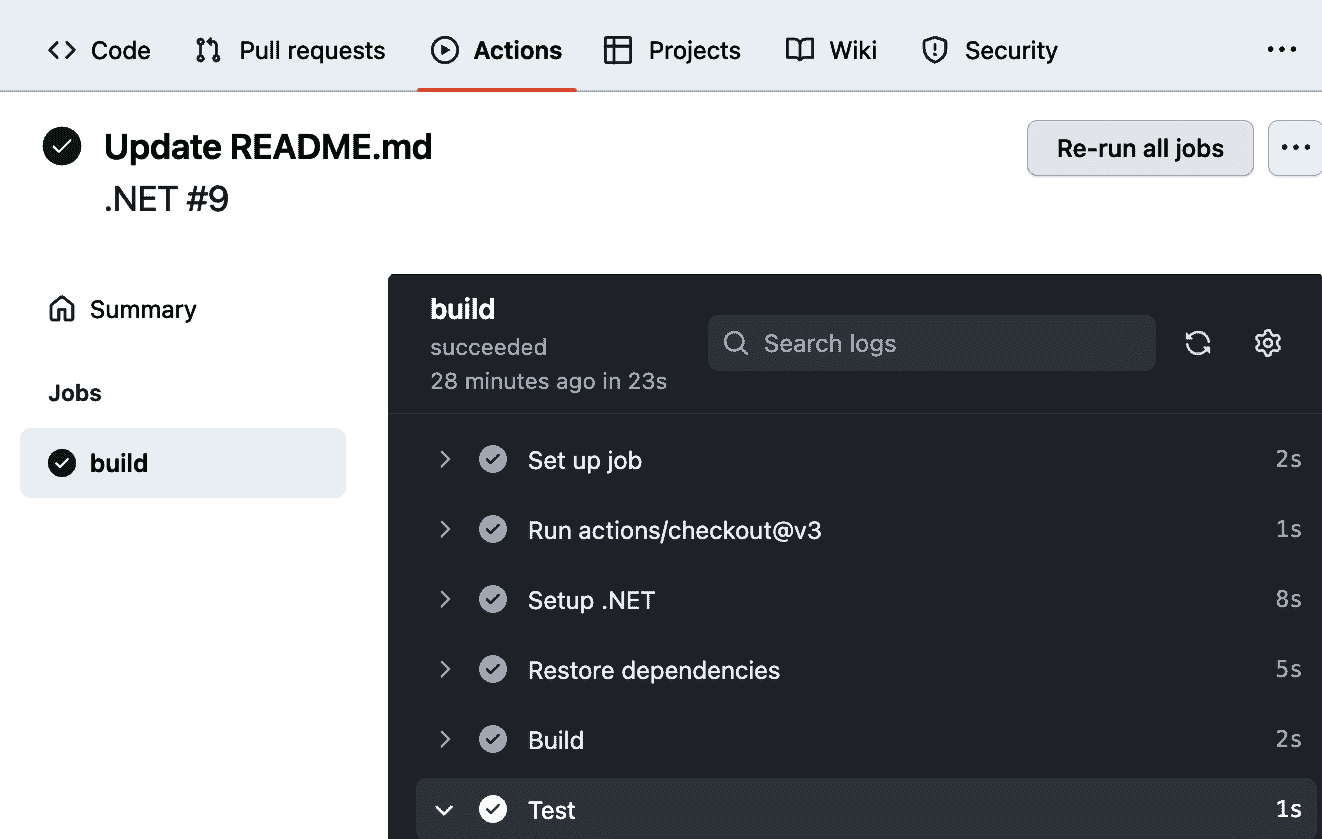 Code Pull requests Actions Projects Wiki Security
Update README.md
Re-run all jobs
.NET #9
Summary
Jobs
build
build
succeeded
28 minutes ago in 23s
Search logs
Set up job 2s
Run actions/checkout@v3 1s
Setup .NET 8s
Restore dependencies 5s
Build 2s
Test 1s